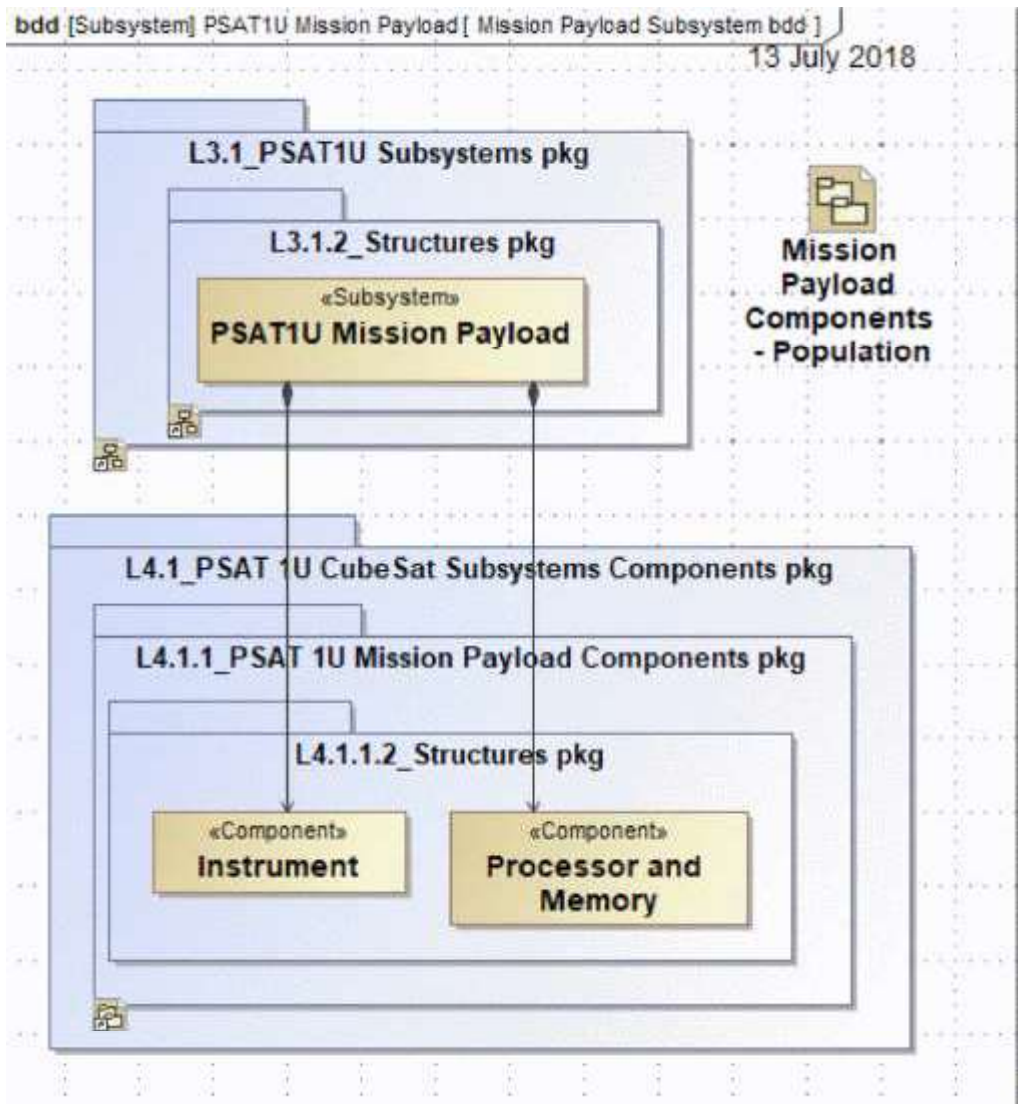 bdd [Subsystem] PSAT1U Mission Payload [ Mission Payload Subsystem bdd ]
13 July 2018
L3.1_PSAT1U Subsystems pkg
L3.1.2_Structures pkg
«Subsystem»
PSAT1U Mission Payload
Mission
Payload
Components
- Population
L4.1_PSAT 1U CubeSat Subsystems Components pkg
L4.1.1_PSAT 1U Mission Payload Components pkg
L4.1.1.2_Structures pkg
«Component»
Instrument
«Component»
Processor and
Memory